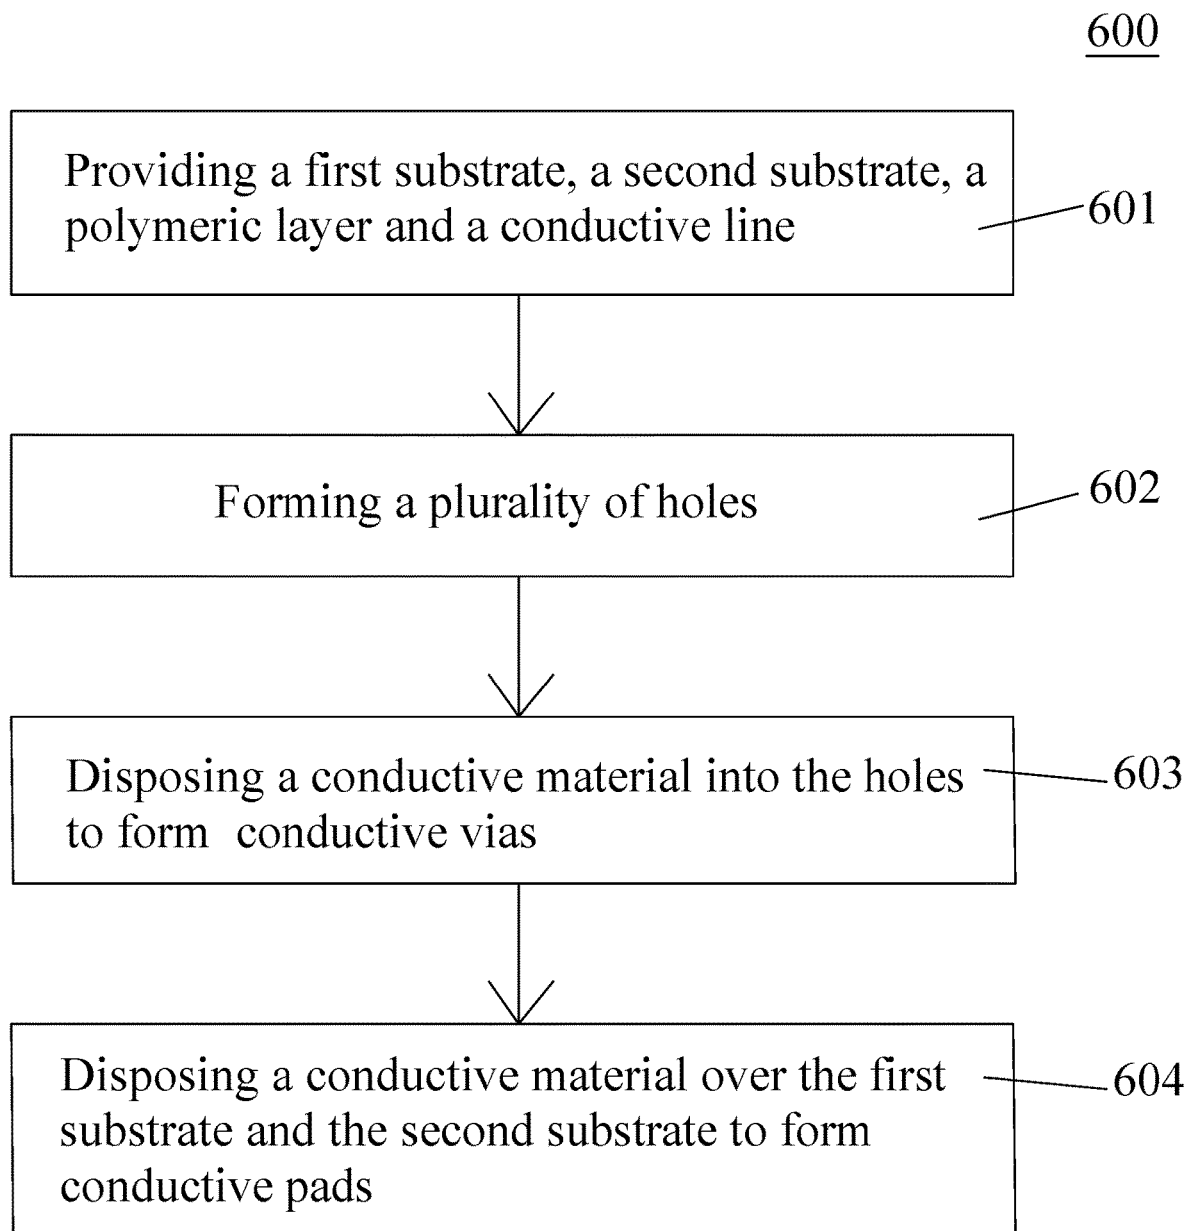 600
Providing a first substrate, a second substrate, a
polymeric layer and a conductive line
601
Forming a plurality of holes
602
Disposing a conductive material into the holes
to form conductive vias
603
Disposing a conductive material over the first
substrate and the second substrate to form
conductive pads
604